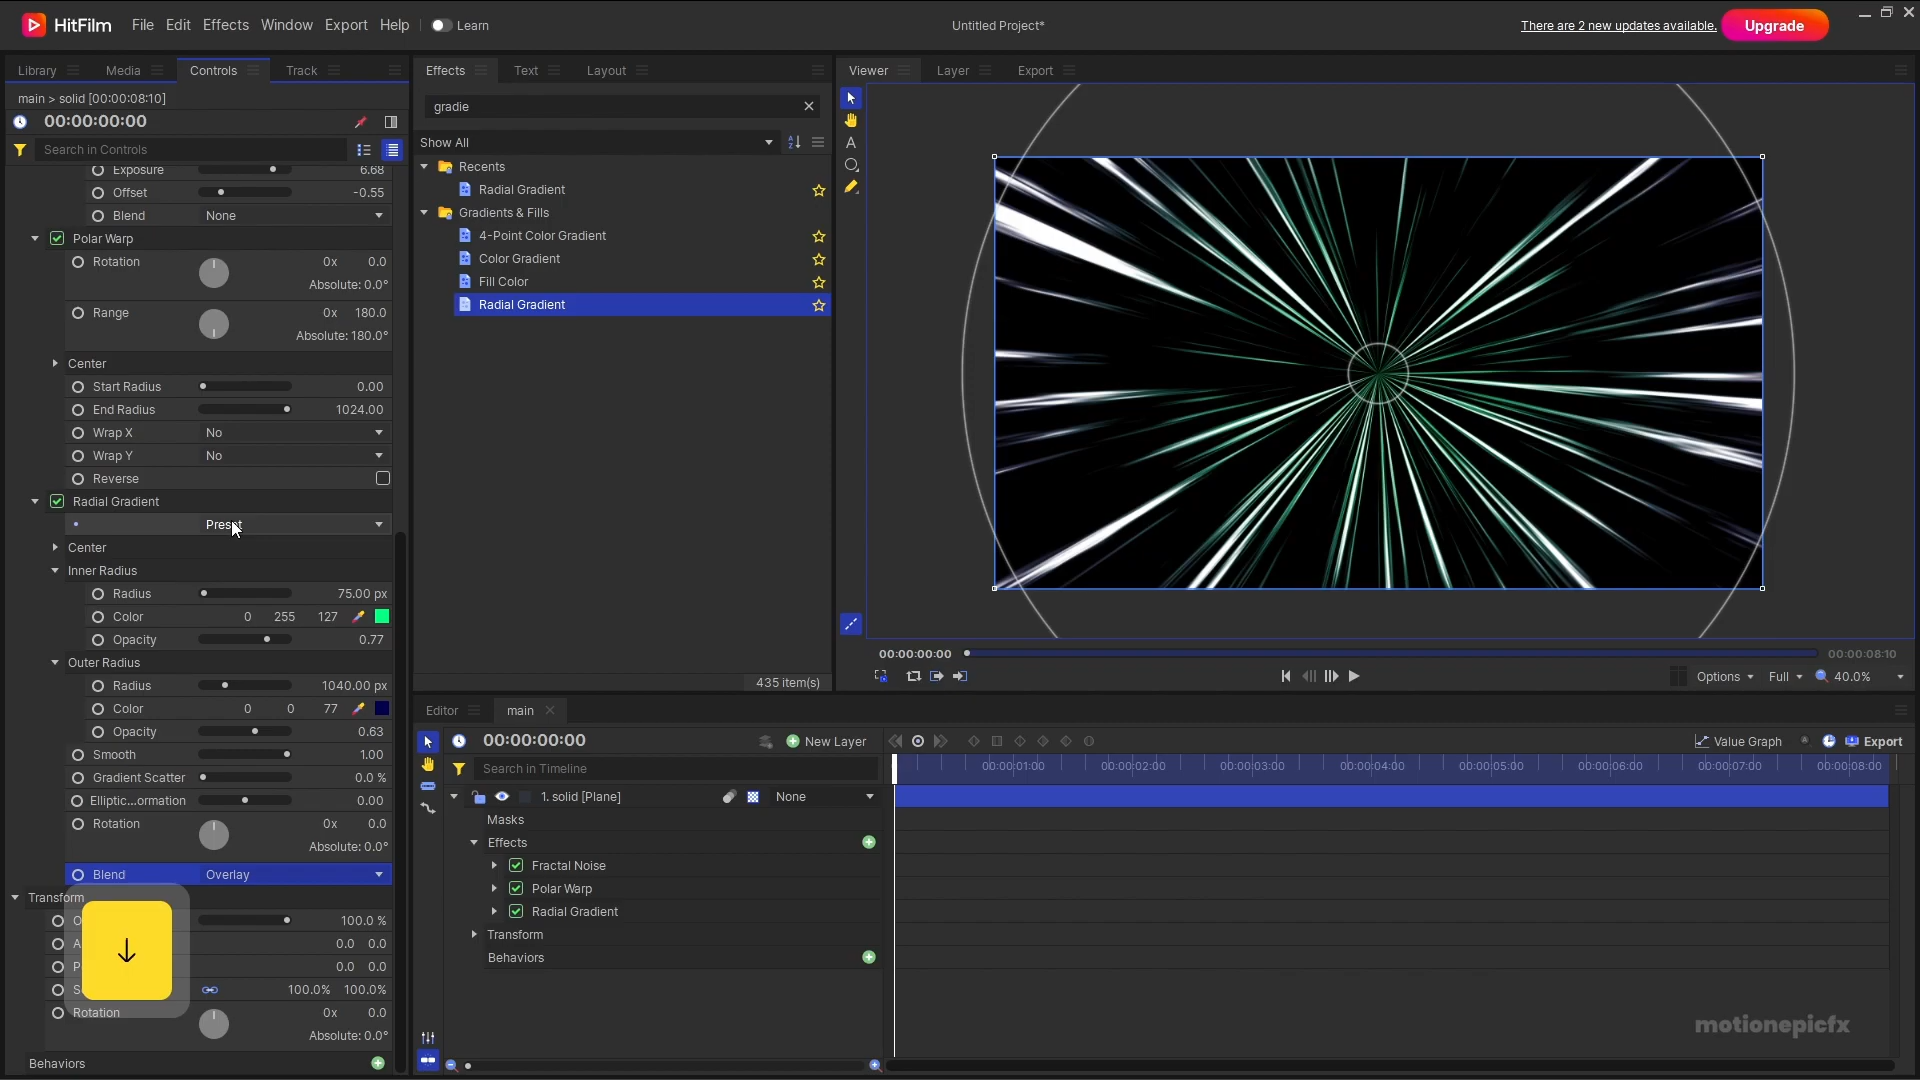 HitFilm File Edit Effects Window Export Help Learn Untitled Project* There are 2 new updates available. Upgrade
Library Media Controls Track
main > solid [00:00:08:10]
00:00:00:00
Search in Controls
Exposure 6.68
Offset -0.55
Blend None
Polar Warp
Rotation 0x 0.0
Absolute: 0.0°
Range 0x 180.0
Absolute: 180.0°
Center
Start Radius 0.00
End Radius 1024.00
Wrap X No
Wrap Y No
Reverse
Radial Gradient
Preset
Center
Inner Radius
Radius 75.00 px
Color 0 255 127
Opacity 0.77
Outer Radius
Radius 1040.00 px
Color 0 0 77
Opacity 0.63
Smooth 1.00
Gradient Scatter 0.0 %
Elliptic...ormation 0.00
Rotation 0x 0.0
Absolute: 0.0°
Blend Overlay
Transform
O 100.0 %
A 0.0 0.0
P 0.0 0.0
S 100.0% 100.0%
Rotation 0x 0.0
Absolute: 0.0°
Behaviors
Effects Text Layout
gradie
Show All
Recents
Radial Gradient
Gradients & Fills
4-Point Color Gradient
Color Gradient
Fill Color
Radial Gradient
435 item(s)
Viewer Layer Export
A
00:00:00:00 00:00:08:10
Options Full 40.0%
Editor main
00:00:00:00 New Layer Value Graph Export
Search in Timeline 00:00:01:00 00:00:02:00 00:00:03:00 00:00:04:00 00:00:05:00 00:00:06:00 00:00:07:00 00:00:08:00
1. solid [Plane] None
Masks
Effects
Fractal Noise
Polar Warp
Radial Gradient
Transform
Behaviors
motionepicfx